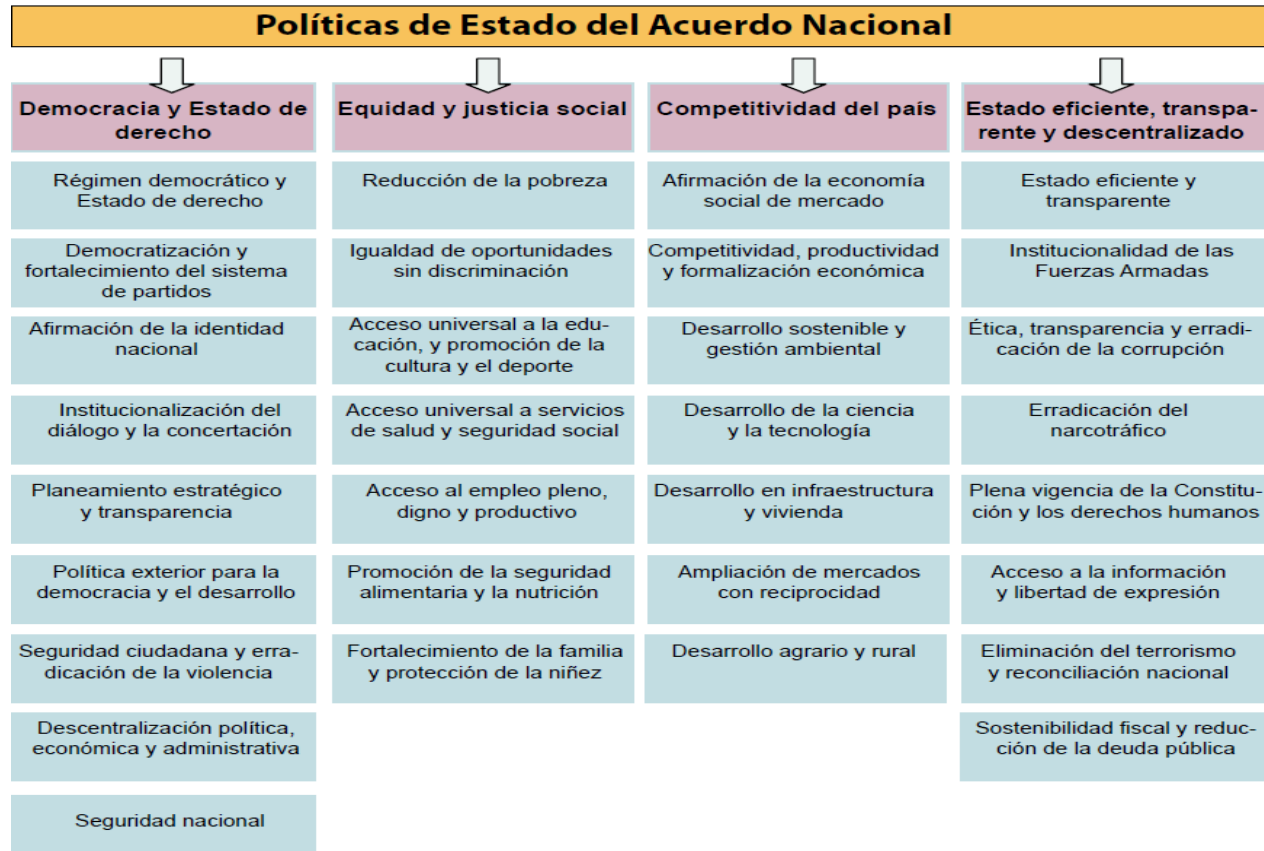 Políticas de Estado del Acuerdo Nacional
Democracia y Estado de
derecho
Régimen democrático y
Estado de derecho
Democratización y
fortalecimiento del sistema
de partidos
Afirmación de la identidad
nacional
Institucionalización del
diálogo y la concertación
Planeamiento estratégico
y transparencia
Política exterior para la
democracia y el desarrollo
Seguridad ciudadana y erra-
dicación de la violencia
Descentralización política,
económica y administrativa
Seguridad nacional
Equidad y justicia social
Reducción de la pobreza
Igualdad de oportunidades
sin discriminación
Acceso universal a la edu-
cación, y promoción de la
cultura y el deporte
Acceso universal a servicios
de salud y seguridad social
Acceso al empleo pleno,
digno y productivo
Promoción de la seguridad
alimentaria y la nutrición
Fortalecimiento de la familia
y protección de la niñez
Competitividad del país
Afirmación de la economía
social de mercado
Competitividad, productividad
y formalización económica
Desarrollo sostenible y
gestión ambiental
Desarrollo de la ciencia
y la tecnología
Desarrollo en infraestructura
y vivienda
Ampliación de mercados
con reciprocidad
Desarrollo agrario y rural
Estado eficiente, transpa-
rente y descentralizado
Estado eficiente y
transparente
Institucionalidad de las
Fuerzas Armadas
Ética, transparencia y erradi-
cación de la corrupción
Erradicación del
narcotráfico
Plena vigencia de la Constitu-
ción y los derechos humanos
Acceso a la información
y libertad de expresión
Eliminación del terrorismo
y reconciliación nacional
Sostenibilidad fiscal y reduc-
ción de la deuda pública